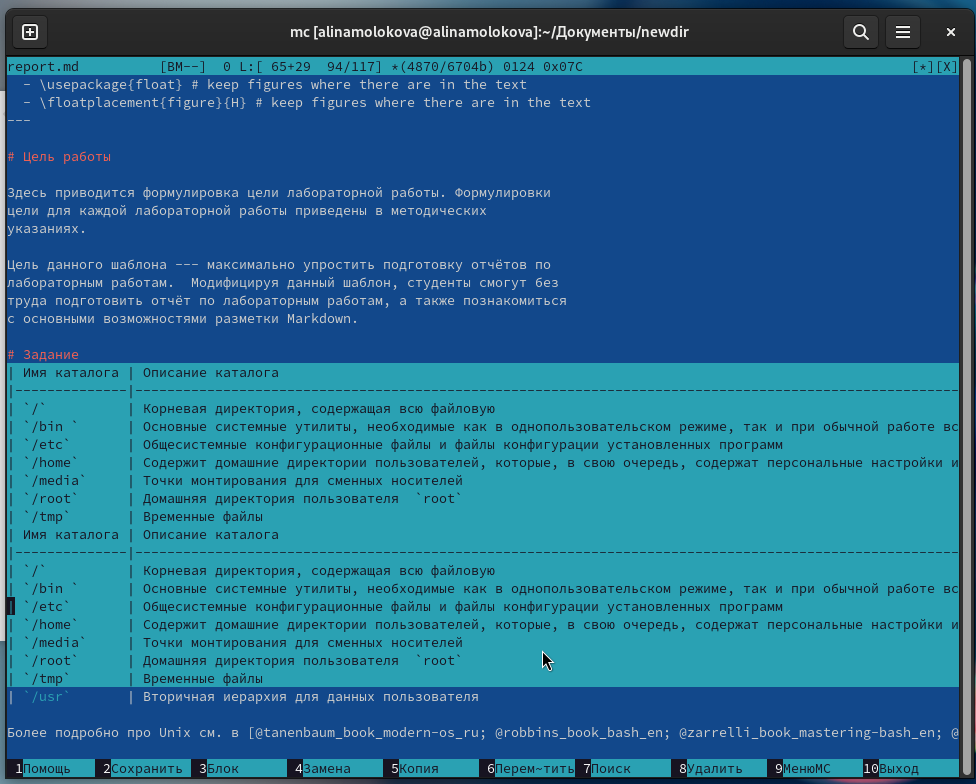 mc [alinamolokova@alinamolokova]:~/Документы/newdir
report.md [BM--] 0 L:[ 65+29 94/117] *(4870/6704b) 0124 0x07C [*][X]
- \usepackage{float} # keep figures where there are in the text
- \floatplacement{figure}{H} # keep figures where there are in the text
---
# Цель работы
Здесь приводится формулировка цели лабораторной работы. Формулировки
цели для каждой лабораторной работы приведены в методических
указаниях.
Цель данного шаблона --- максимально упростить подготовку отчётов по
лабораторным работам.  Модифицируя данный шаблон, студенты смогут без
труда подготовить отчёт по лабораторным работам, а также познакомиться
с основными возможностями разметки Markdown.
# Задание
| Имя каталога | Описание каталога
|--------------|-------------------------------------------------------------------------------------------------------
| `/`          | Корневая директория, содержащая всю файловую
| `/bin `      | Основные системные утилиты, необходимые как в однопользовательском режиме, так и при обычной работе вс
| `/etc`       | Общесистемные конфигурационные файлы и файлы конфигурации установленных программ
| `/home`      | Содержит домашние директории пользователей, которые, в свою очередь, содержат персональные настройки и
| `/media`     | Точки монтирования для сменных носителей
| `/root`      | Домашняя директория пользователя  `root`
| `/tmp`       | Временные файлы
| Имя каталога | Описание каталога
|--------------|-------------------------------------------------------------------------------------------------------
| `/`          | Корневая директория, содержащая всю файловую
| `/bin `      | Основные системные утилиты, необходимые как в однопользовательском режиме, так и при обычной работе вс
| `/etc`       | Общесистемные конфигурационные файлы и файлы конфигурации установленных программ
| `/home`      | Содержит домашние директории пользователей, которые, в свою очередь, содержат персональные настройки и
| `/media`     | Точки монтирования для сменных носителей
| `/root`      | Домашняя директория пользователя  `root`
| `/tmp`       | Временные файлы
| `/usr`       | Вторичная иерархия для данных пользователя
Более подробно про Unix см. в [@tanenbaum_book_modern-os_ru; @robbins_book_bash_en; @zarrelli_book_mastering-bash_en; @
1Помощь 2Сохранить 3Блок 4Замена 5Копия 6Перем~тить 7Поиск 8Удалить 9МенюMC 10Выход